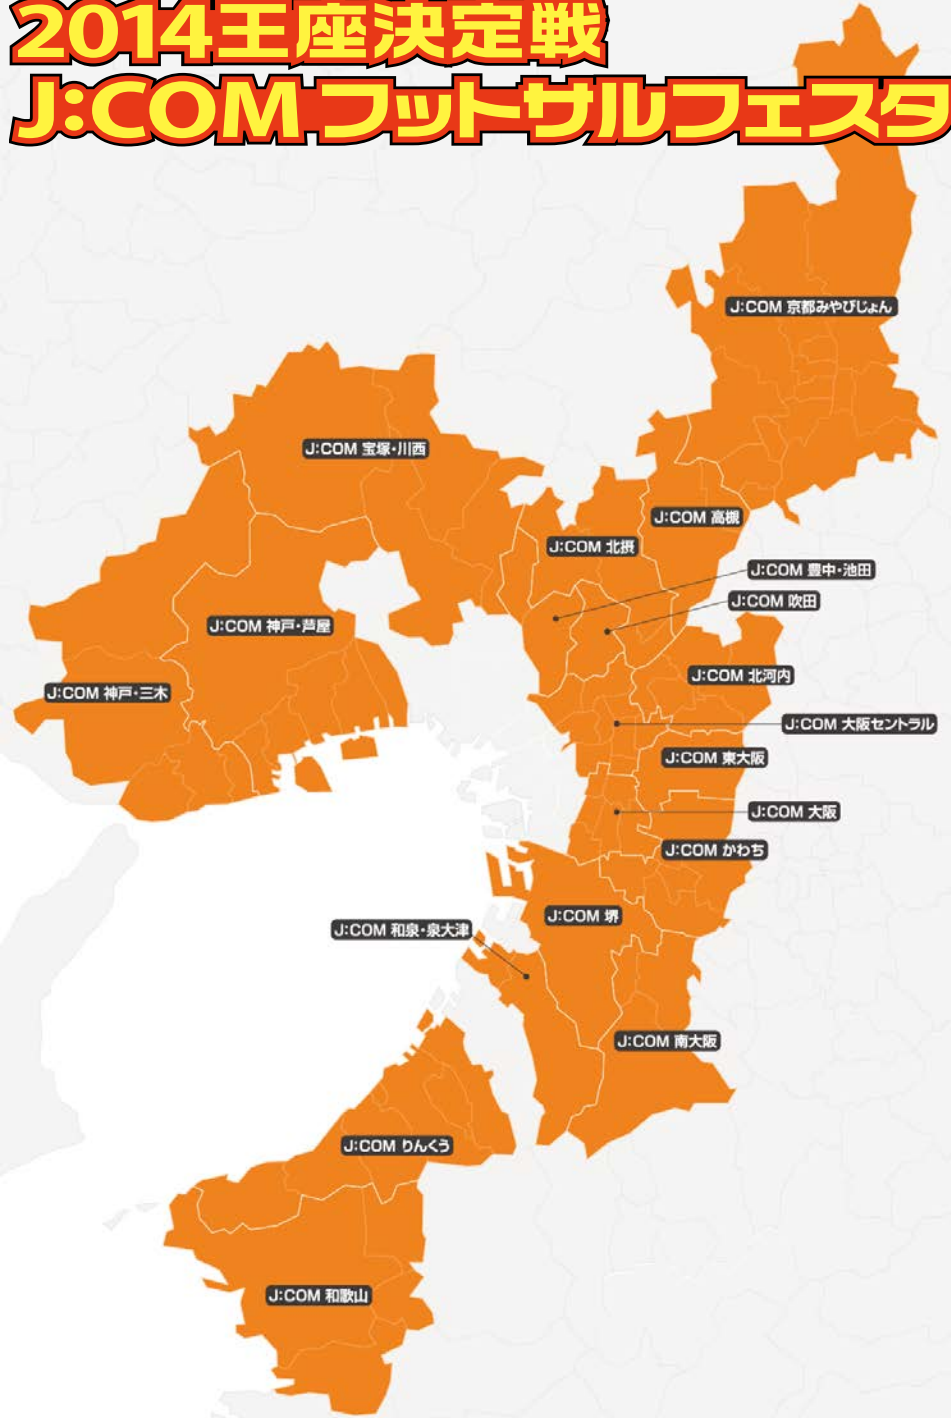 2014王座決定戦
J:COM フットサルフェスタ
J:COM 京都みやびじょん
J:COM 宝塚・川西
J:COM 高槻
J:COM 北摂
J:COM 豊中・池田
J:COM 吹田
J:COM 神戸・芦屋
J:COM 北河内
J:COM 神戸・三木
J:COM 大阪セントラル
J:COM 東大阪
J:COM 大阪
J:COM かわち
J:COM 堺
J:COM 和泉・泉大津
J:COM 南大阪
J:COM りんくう
J:COM 和歌山